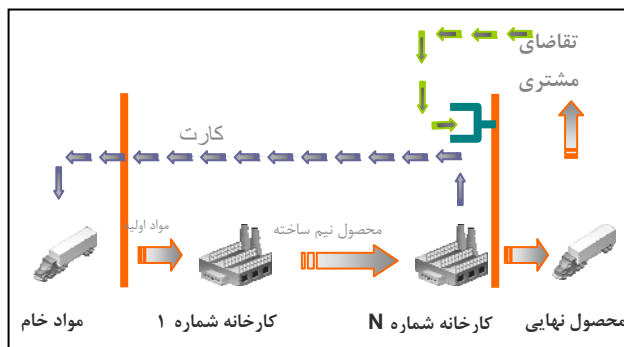 تقاضای
مشتری
کارت
مواد اولیه
محصول نیم ساخته
محصول نهایی
کارخانه شماره N
کارخانه شماره ۱
مواد خام